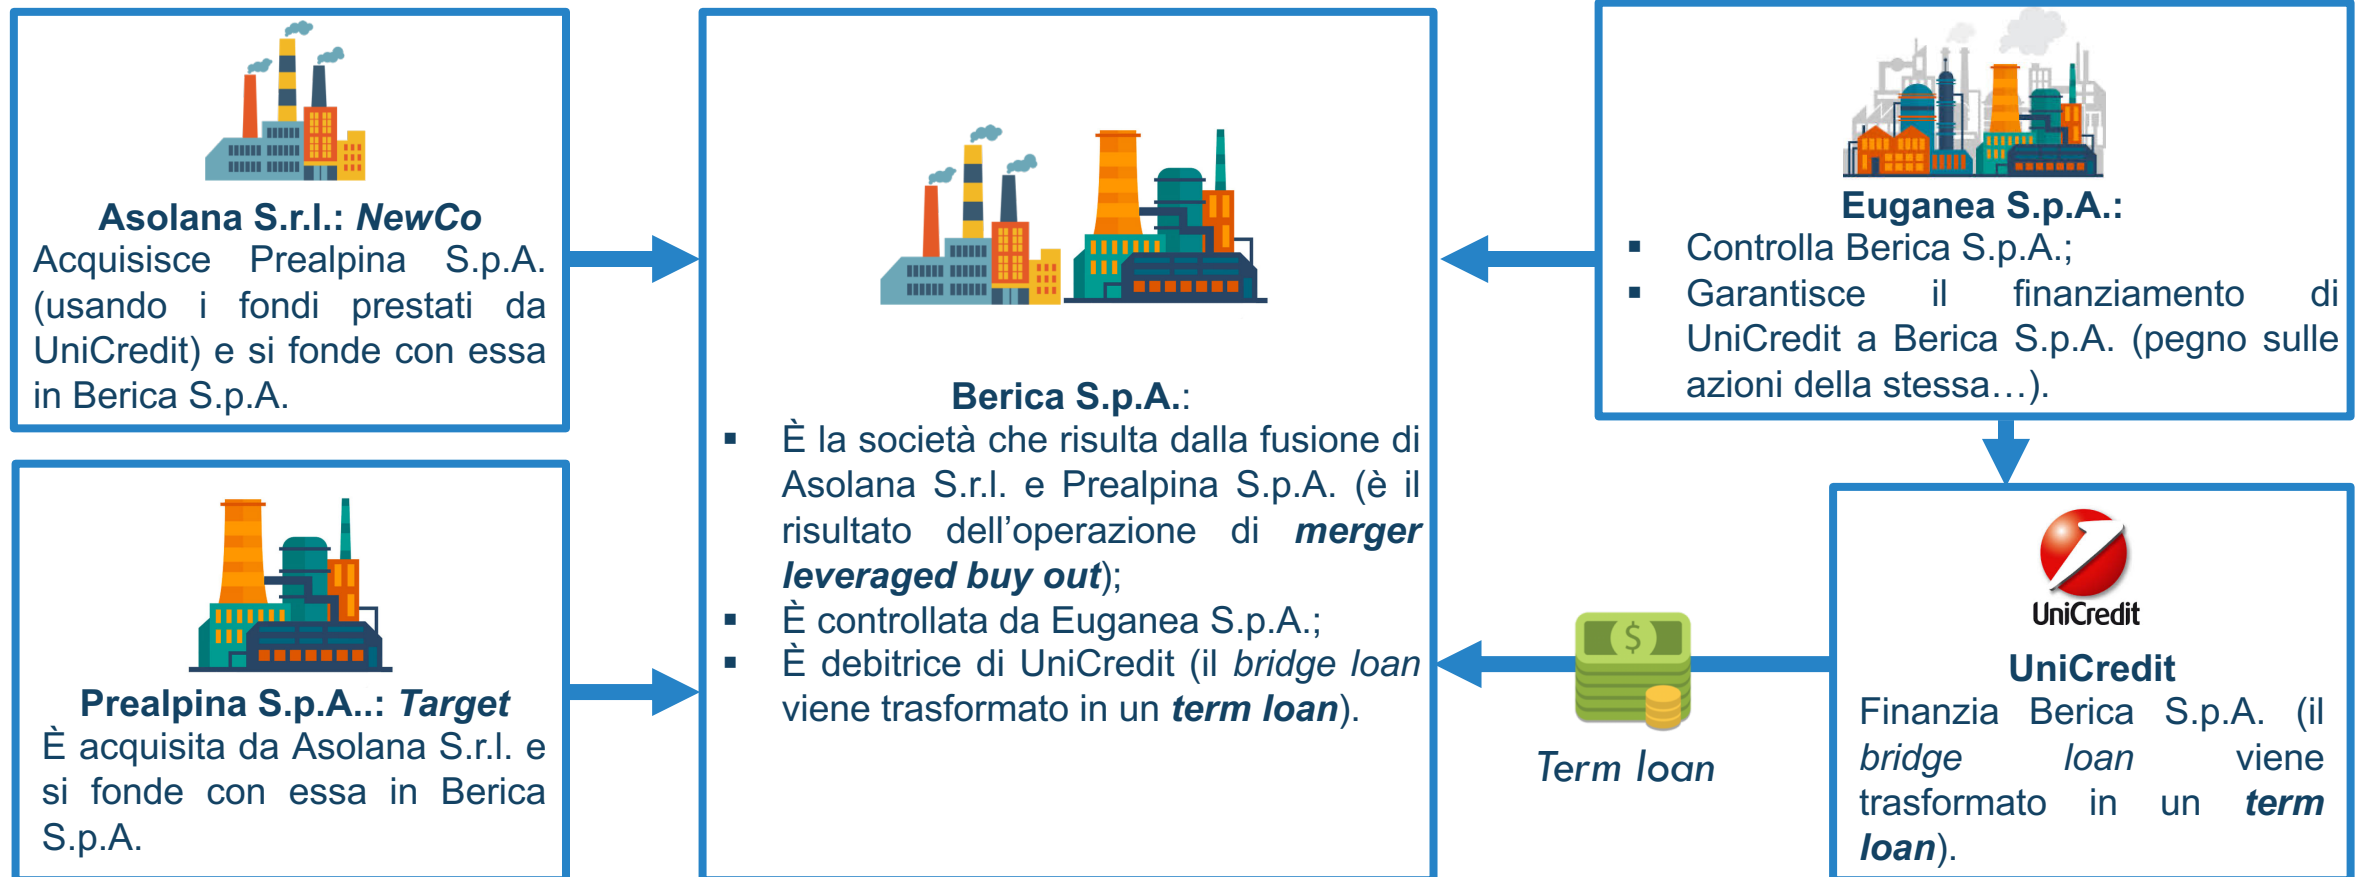 Asolana S.r.l.: NewCo
Acquisisce Prealpina S.p.A.
(usando i fondi prestati da
UniCredit) e si fonde con essa
in Berica S.p.A.
Prealpina S.p.A..: Target
È acquisita da Asolana S.r.l. e
si fonde con essa in Berica
S.p.A.
Berica S.p.A.:
▪ È la società che risulta dalla fusione di
Asolana S.r.l. e Prealpina S.p.A. (è il
risultato dell’operazione di merger
leveraged buy out);
▪ È controllata da Euganea S.p.A.;
▪ È debitrice di UniCredit (il bridge loan
viene trasformato in un term loan).
Euganea S.p.A.:
▪ Controlla Berica S.p.A.;
▪ Garantisce il finanziamento di
UniCredit a Berica S.p.A. (pegno sulle
azioni della stessa…).
$
Term loan
UniCredit
UniCredit
Finanzia Berica S.p.A. (il
bridge loan viene
trasformato in un term
loan).